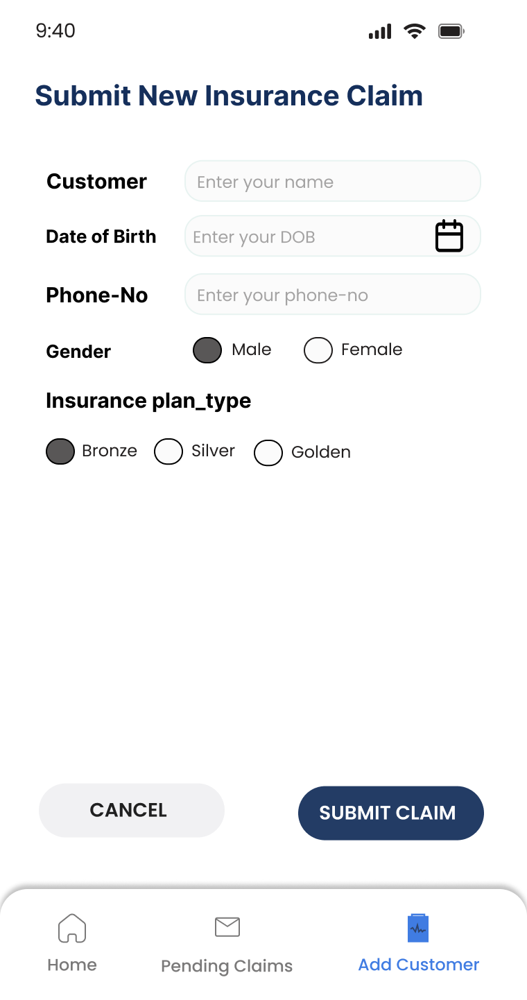 9:40
Submit New Insurance Claim
Customer Enter your name
Date of Birth Enter your DOB
Phone-No Enter your phone-no
Gender Male Female
Insurance plan_type
Bronze Silver Golden
CANCEL SUBMIT CLAIM
Home Pending Claims Add Customer